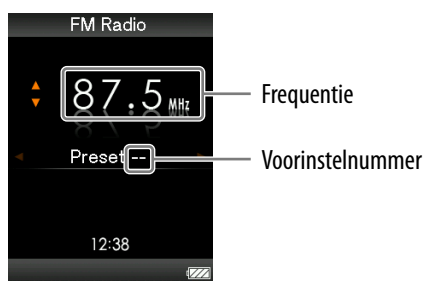 FM Radio
87.5 MHz
Frequentie
Preset --
Voorinstelnummer
12:38